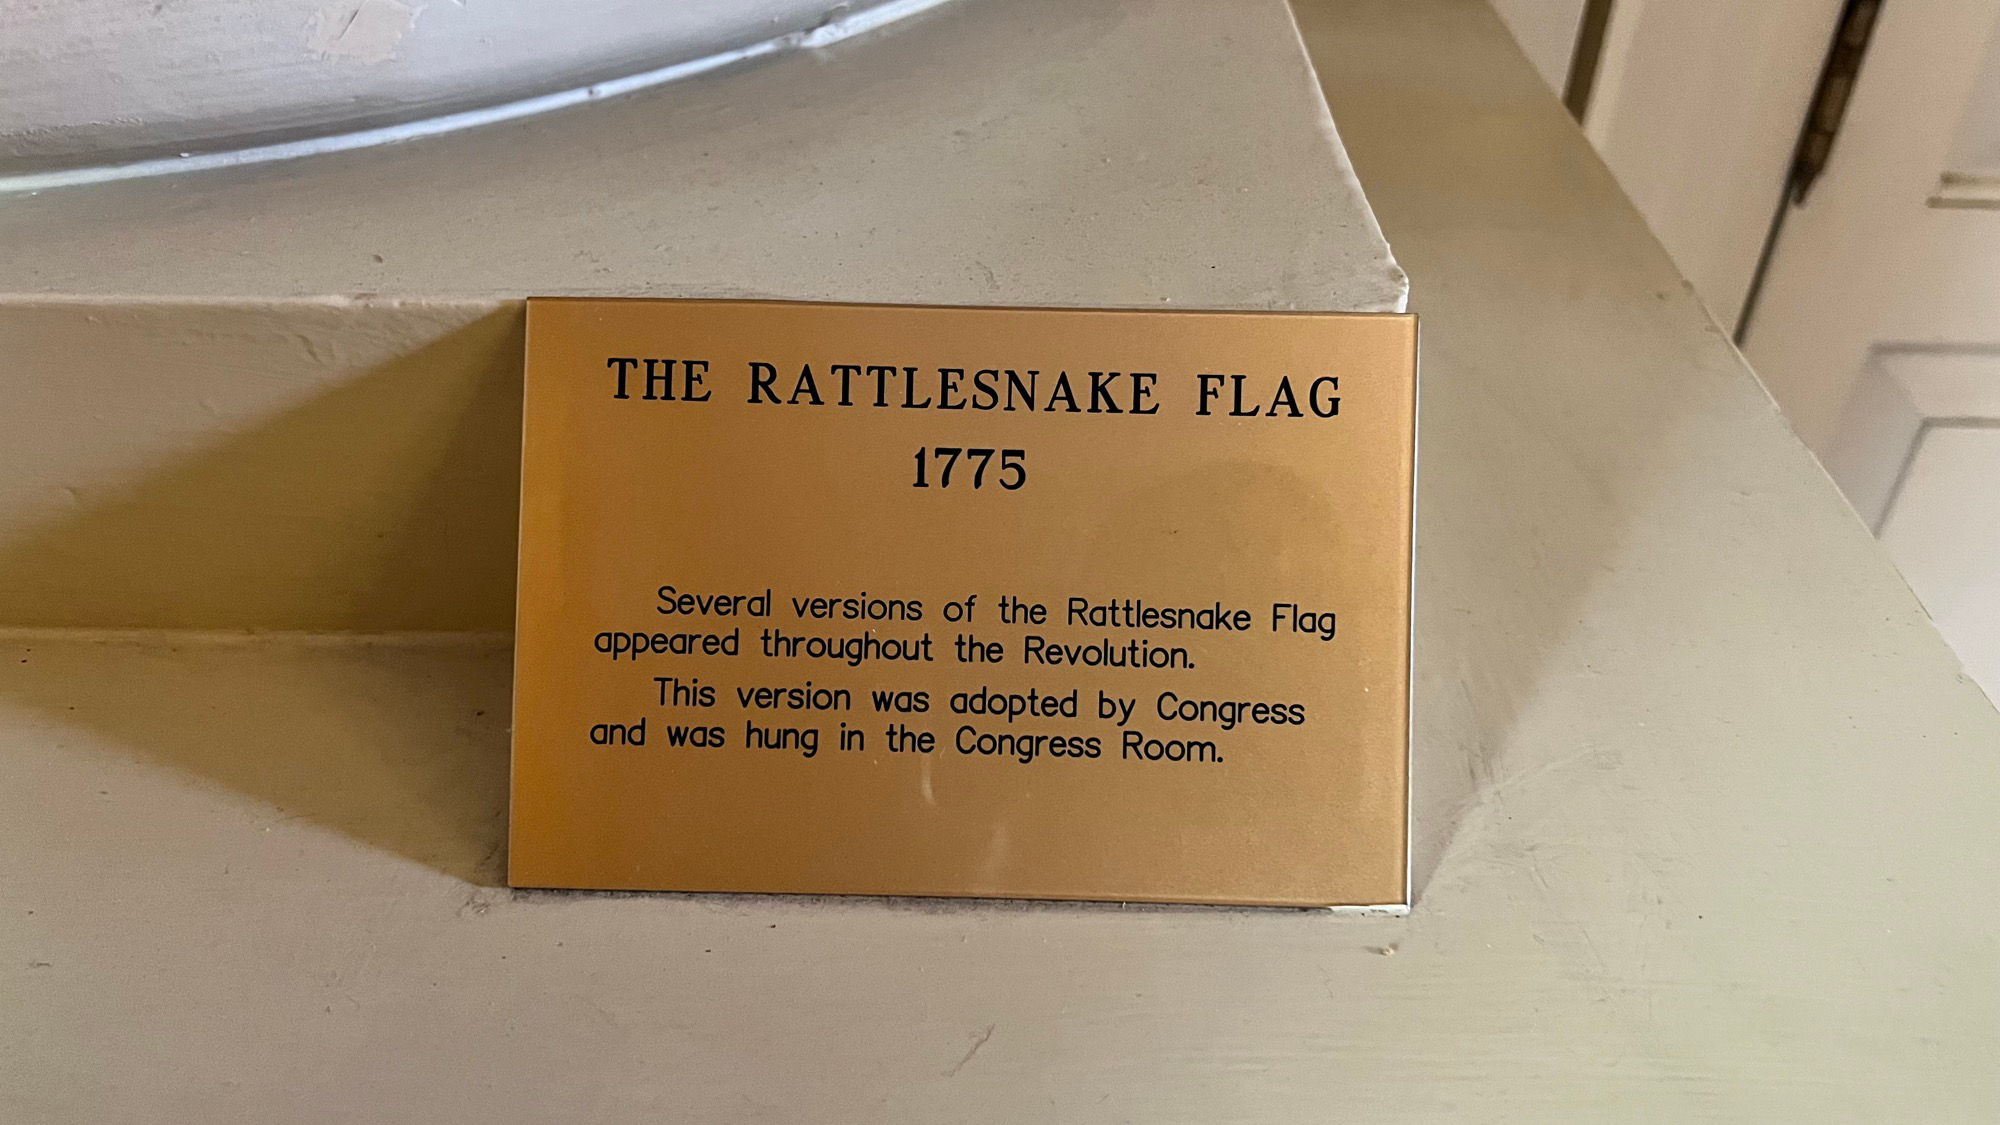 THE RATTLESNAKE FLAG
1775
Several versions of the Rattlesnake Flag
appeared throughout the Revolution.
This version was adopted by Congress
and was hung in the Congress Room.